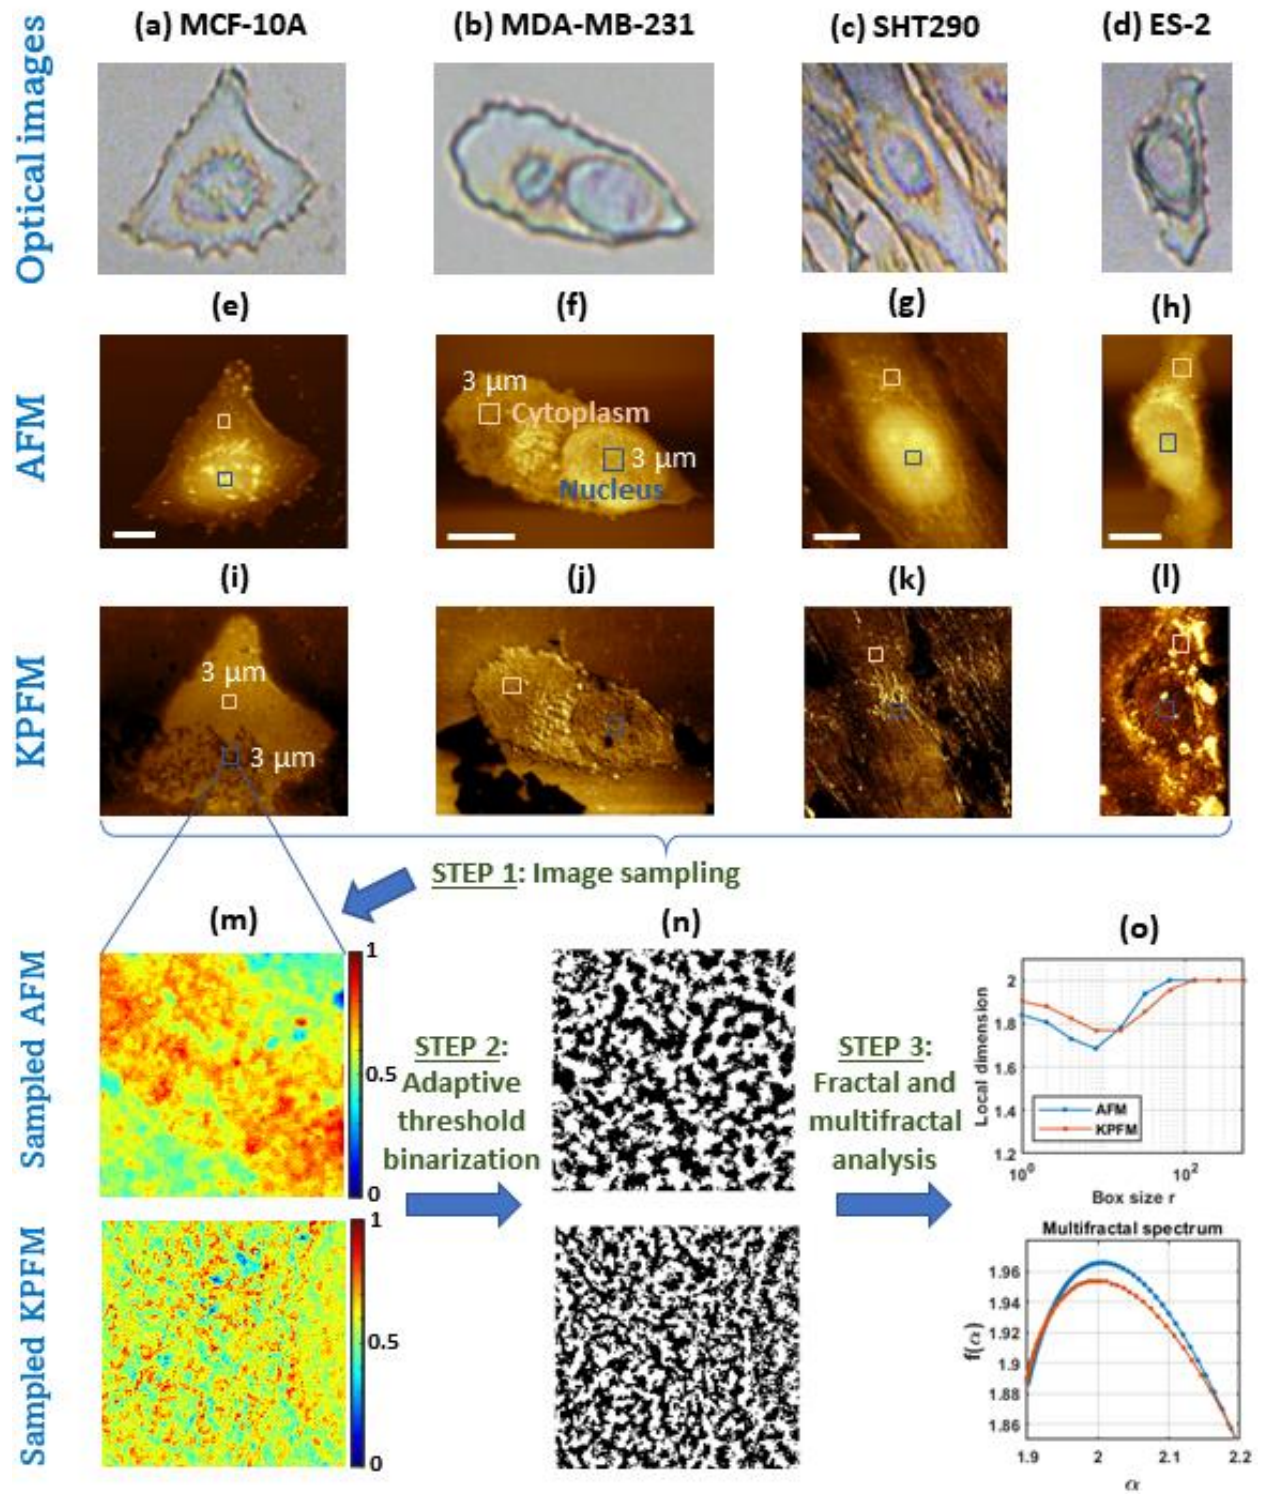 Optical images
(a) MCF-10A
(b) MDA-MB-231
(c) SHT290
(d) ES-2
AFM
(e)
(f)
(g)
(h)
3 μm
Cytoplasm
3 μm
Nucleus
KPFM
(i)
(j)
(k)
(l)
3 μm
3 μm
STEP 1: Image sampling
(m)
(n)
(o)
Sampled AFM
1
0.5
0
STEP 2:
Adaptive
threshold
binarization
STEP 3:
Fractal and
multifractal
analysis
Local dimension
2
1.8
1.6
1.4
1.2
AFM
KPFM
10⁰
10²
Box size r
Sampled KPFM
1
0.5
0
Multifractal spectrum
f(α)
1.96
1.94
1.92
1.9
1.88
1.86
1.9
2
2.1
2.2
α